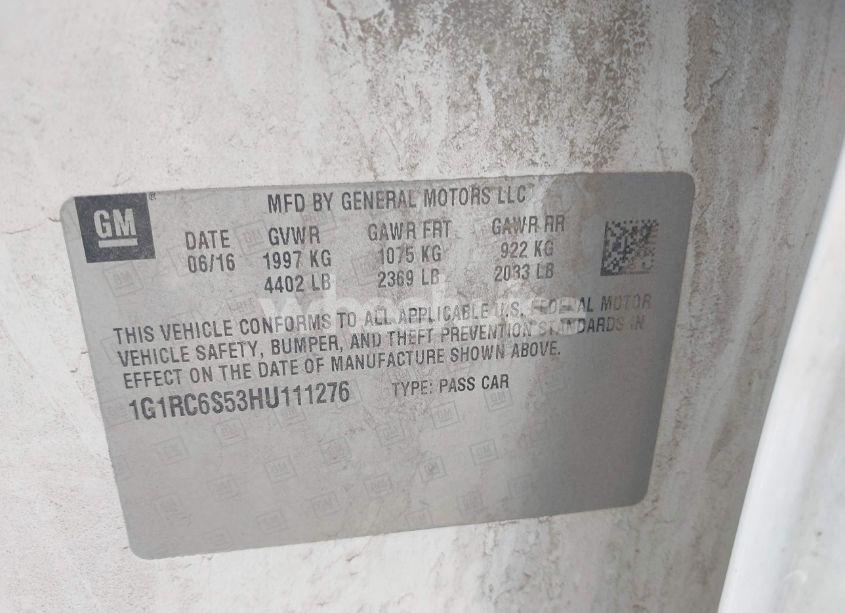 GM
MFD BY GENERAL MOTORS LLC
DATE GVWR GAWR FRT GAWR RR
06/16 1997 KG 1075 KG 922 KG
4402 LB 2369 LB 2033 LB
THIS VEHICLE CONFORMS TO ALL APPLICABLE U.S. FEDERAL MOTOR
VEHICLE SAFETY, BUMPER, AND THEFT PREVENTION STANDARDS IN
EFFECT ON THE DATE OF MANUFACTURE SHOWN ABOVE.
1G1RC6S53HU111276 TYPE: PASS CAR